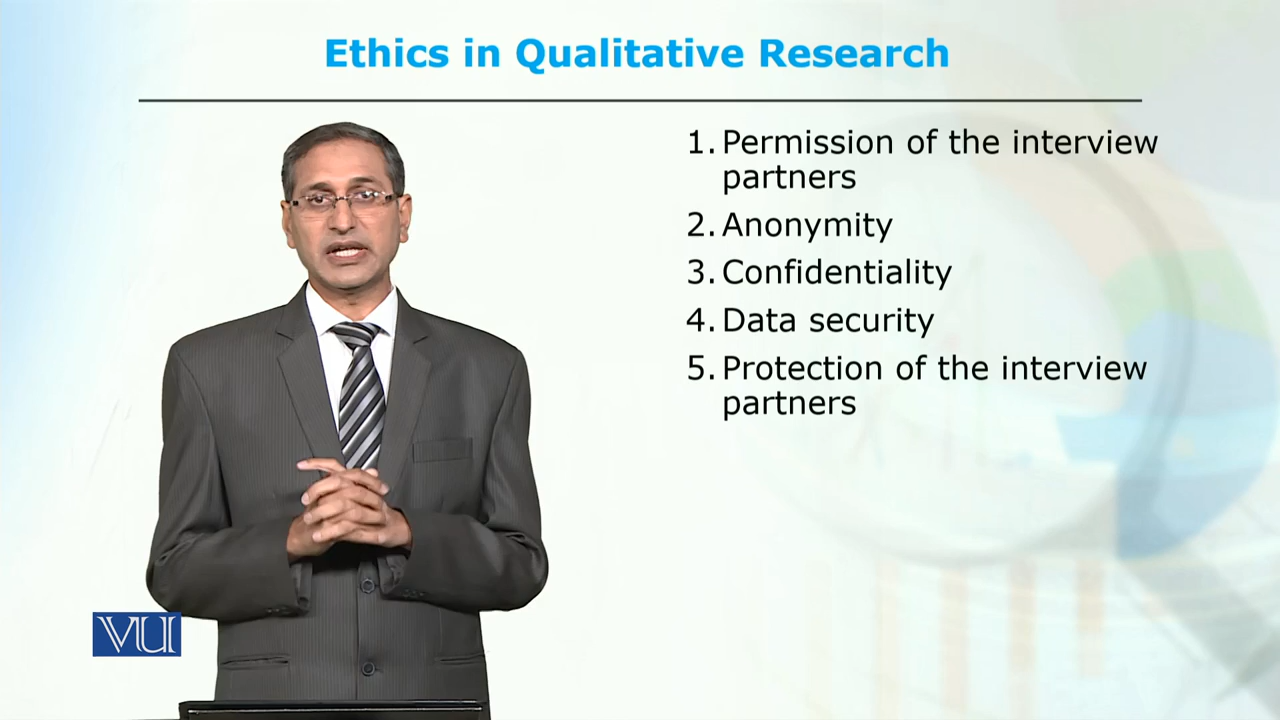 Ethics in Qualitative Research
1. Permission of the interview
partners
2. Anonymity
3. Confidentiality
4. Data security
5. Protection of the interview
partners
VU